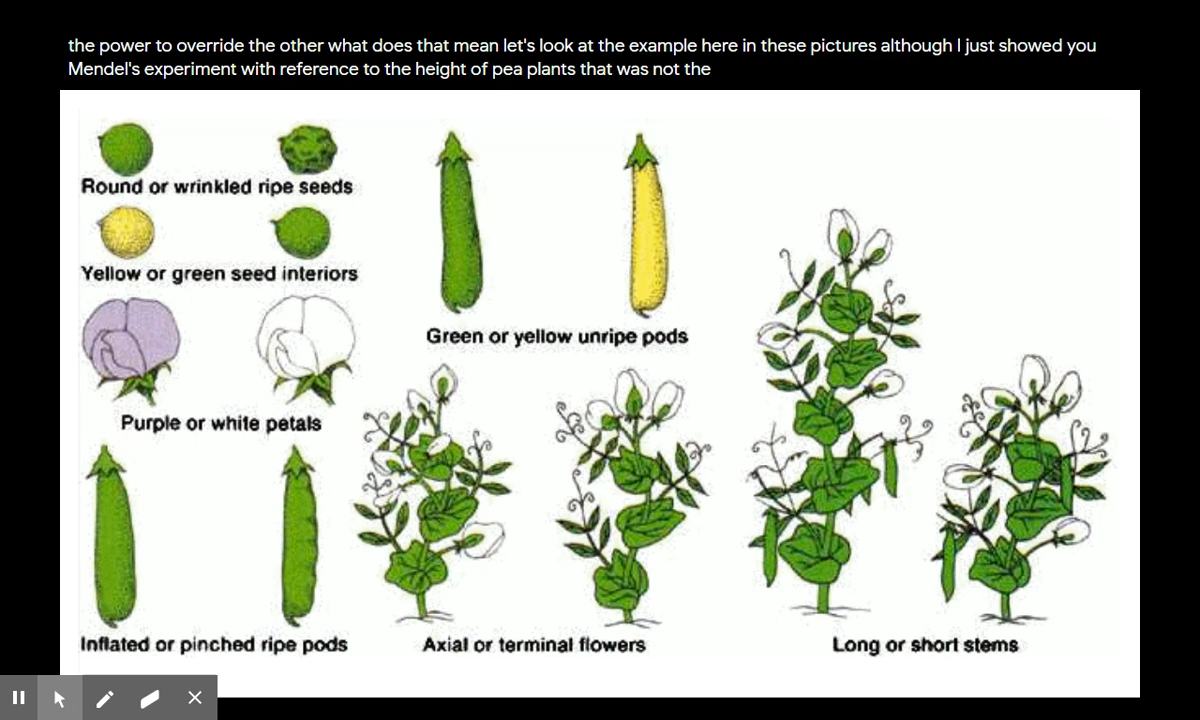 the power to override the other what does that mean let's look at the example here in these pictures although I just showed you
Mendel's experiment with reference to the height of pea plants that was not the
Round or wrinkled ripe seeds
Yellow or green seed interiors
Purple or white petals
Inflated or pinched ripe pods
Green or yellow unripe pods
Axial or terminal flowers
Long or short stems